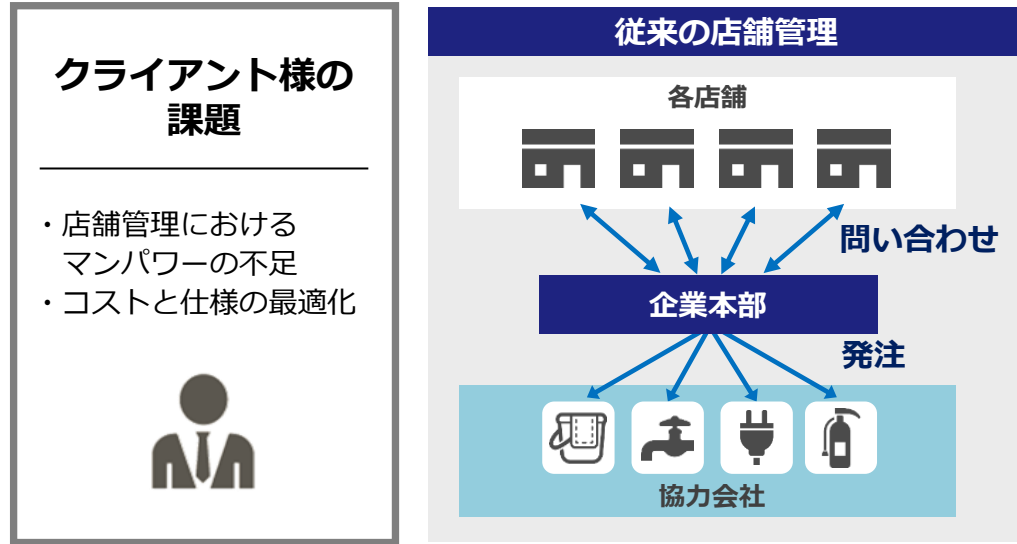 クライアント様の
課題
・店舗管理における
マンパワーの不足
・コストと仕様の最適化
従来の店舗管理
各店舗
問い合わせ
企業本部
発注
協力会社